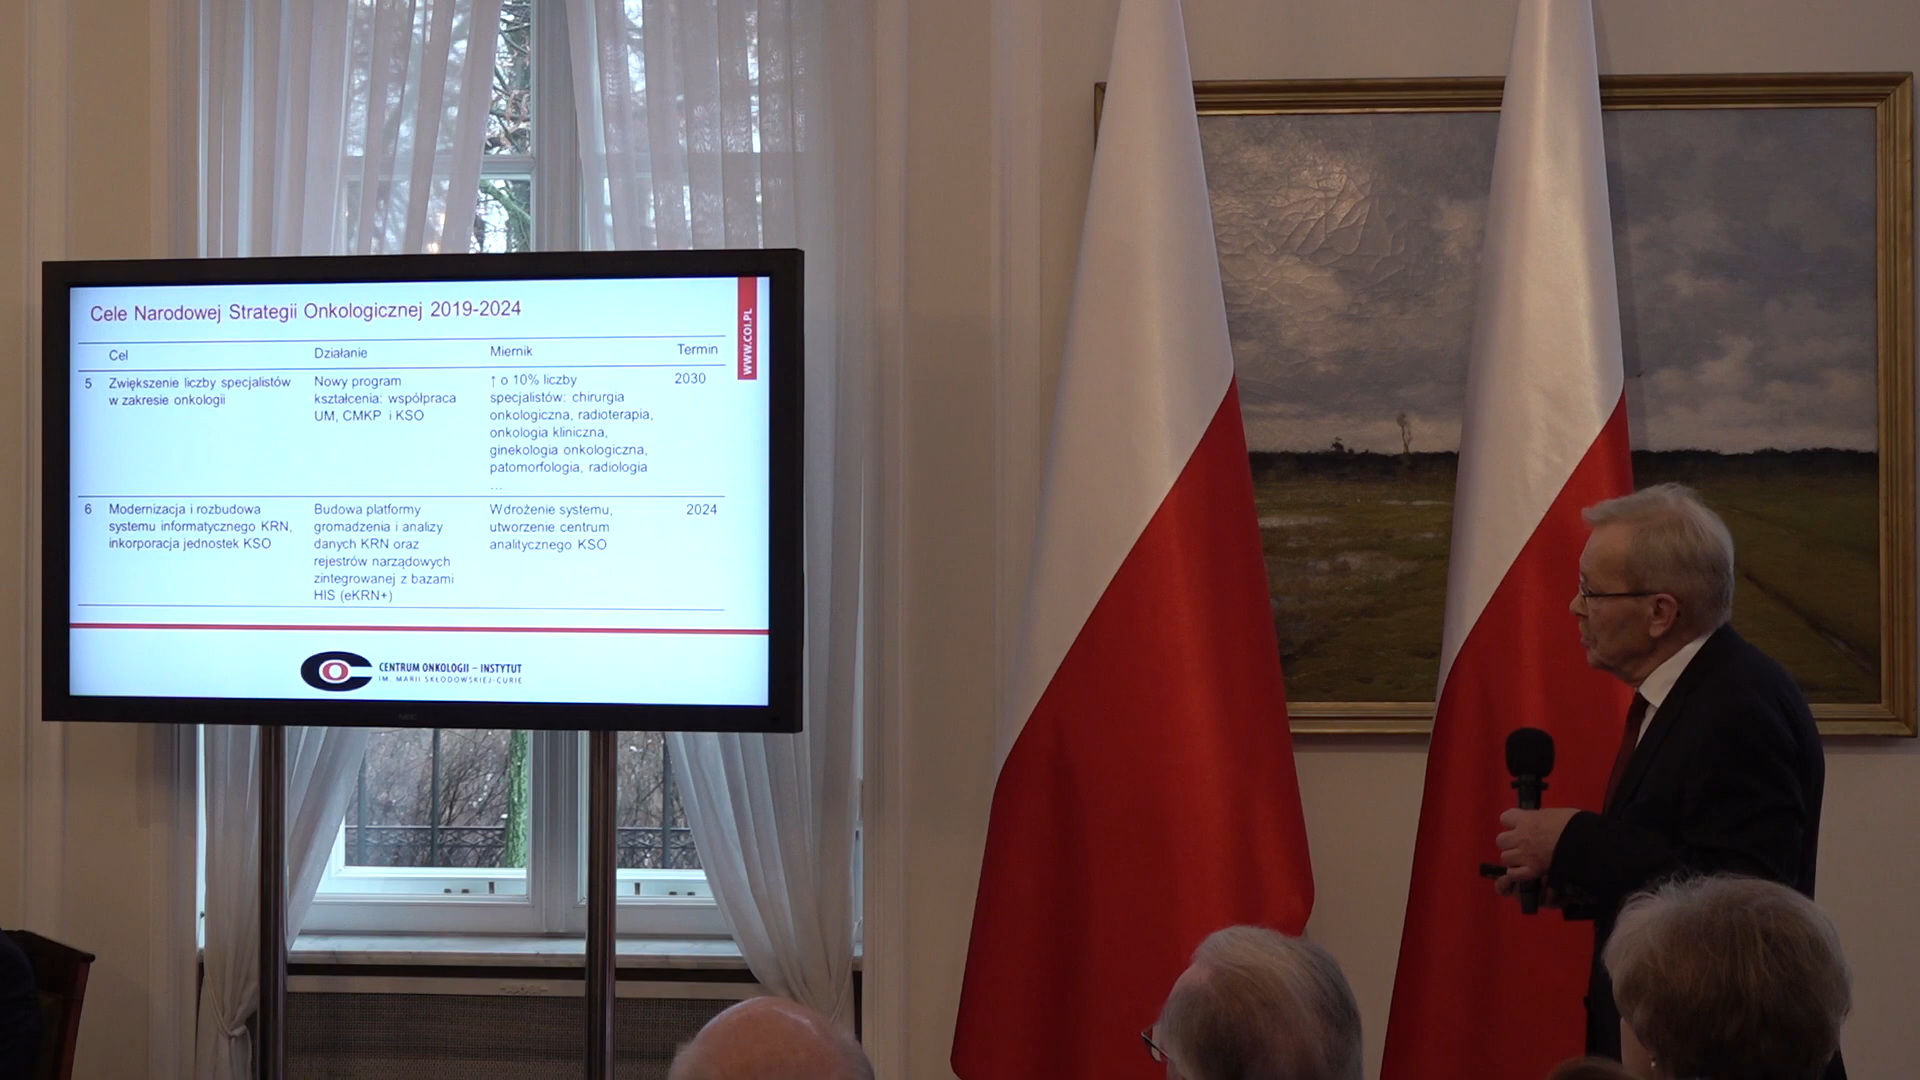 Cele Narodowej Strategii Onkologicznej 2019-2024
WWW.COI.PL
Cel Działanie Miernik Termin
5 Zwiększenie liczby specjalistów
w zakresie onkologii
Nowy program
kształcenia: współpraca
UM, CMKP i KSO
↑ o 10% liczby
specjalistów: chirurgia
onkologiczna, radioterapia,
onkologia kliniczna,
ginekologia onkologiczna,
patomorfologia, radiologia
...
2030
6 Modernizacja i rozbudowa
systemu informatycznego KRN,
inkorporacja jednostek KSO
Budowa platformy
gromadzenia i analizy
danych KRN oraz
rejestrów narządowych
zintegrowanej z bazami
HIS (eKRN+)
Wdrożenie systemu,
utworzenie centrum
analitycznego KSO
2024
CENTRUM ONKOLOGII – INSTYTUT
IM. MARII SKŁODOWSKIEJ-CURIE
NEC